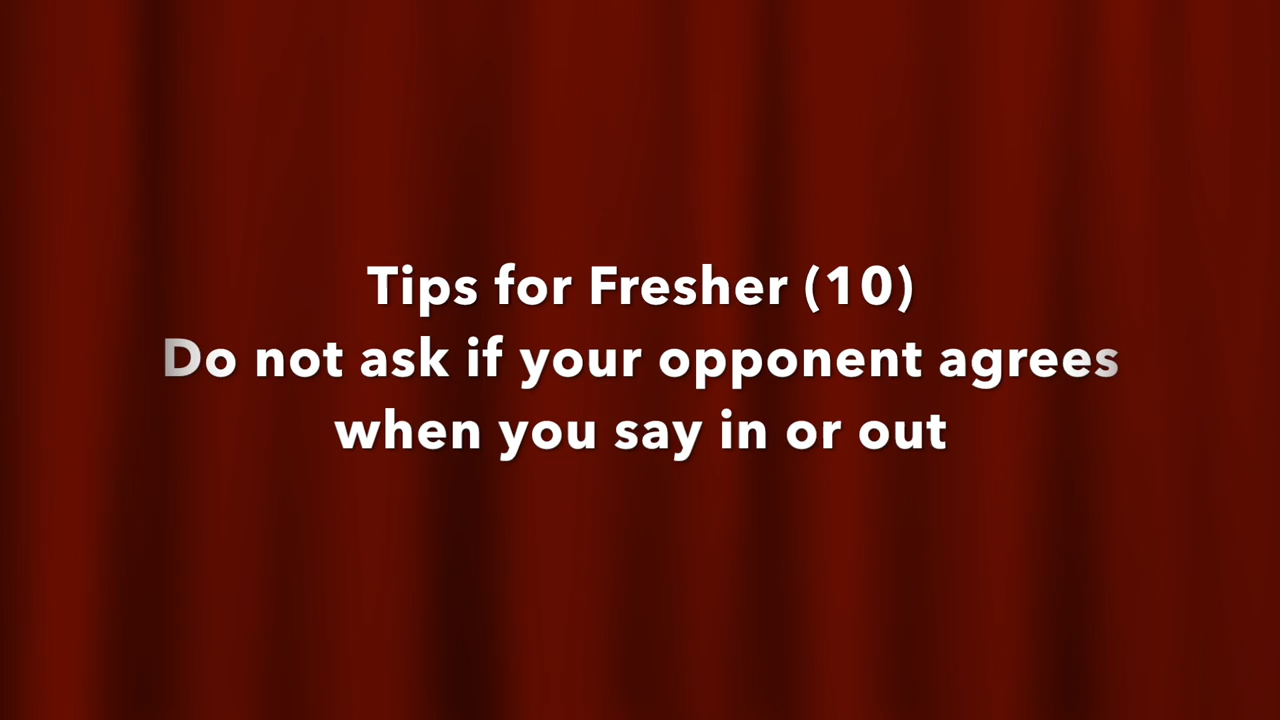 Tips for Fresher (10)
Do not ask if your opponent agrees
when you say in or out